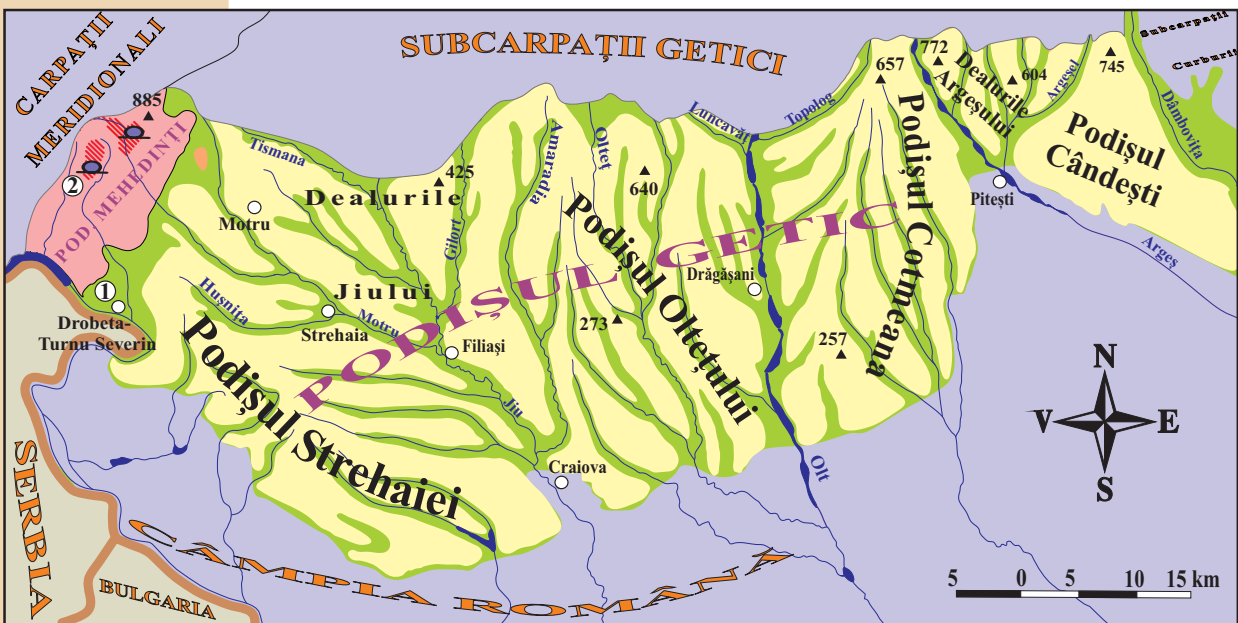 CARPAȚII
MERIDIONALI
SUBCARPAȚII GETICI
Subcarpații
Curburii
885
772
657
604
745
Dealurile
Argeșului
Argeșel
Dâmbovița
Topolog
Luncavăț
Tismana
Amaradia
Olteț
425
640
Podișul
Cândești
2
POD. MEHEDINȚI
Motru
Dealurile
Gilort
Pitești
Podișul Cotmeana
Argeș
PODIȘUL GETIC
Podișul Oltețului
Drăgășani
1
Hușnița
Jiului
Strehaia
Motru
273
Filiași
257
Drobeta-
Turnu Severin
Podișul Strehaiei
Jiu
Craiova
Olt
N
V
E
S
SERBIA
BULGARIA
CÂMPIA ROMÂNĂ
5 0 5 10 15 km